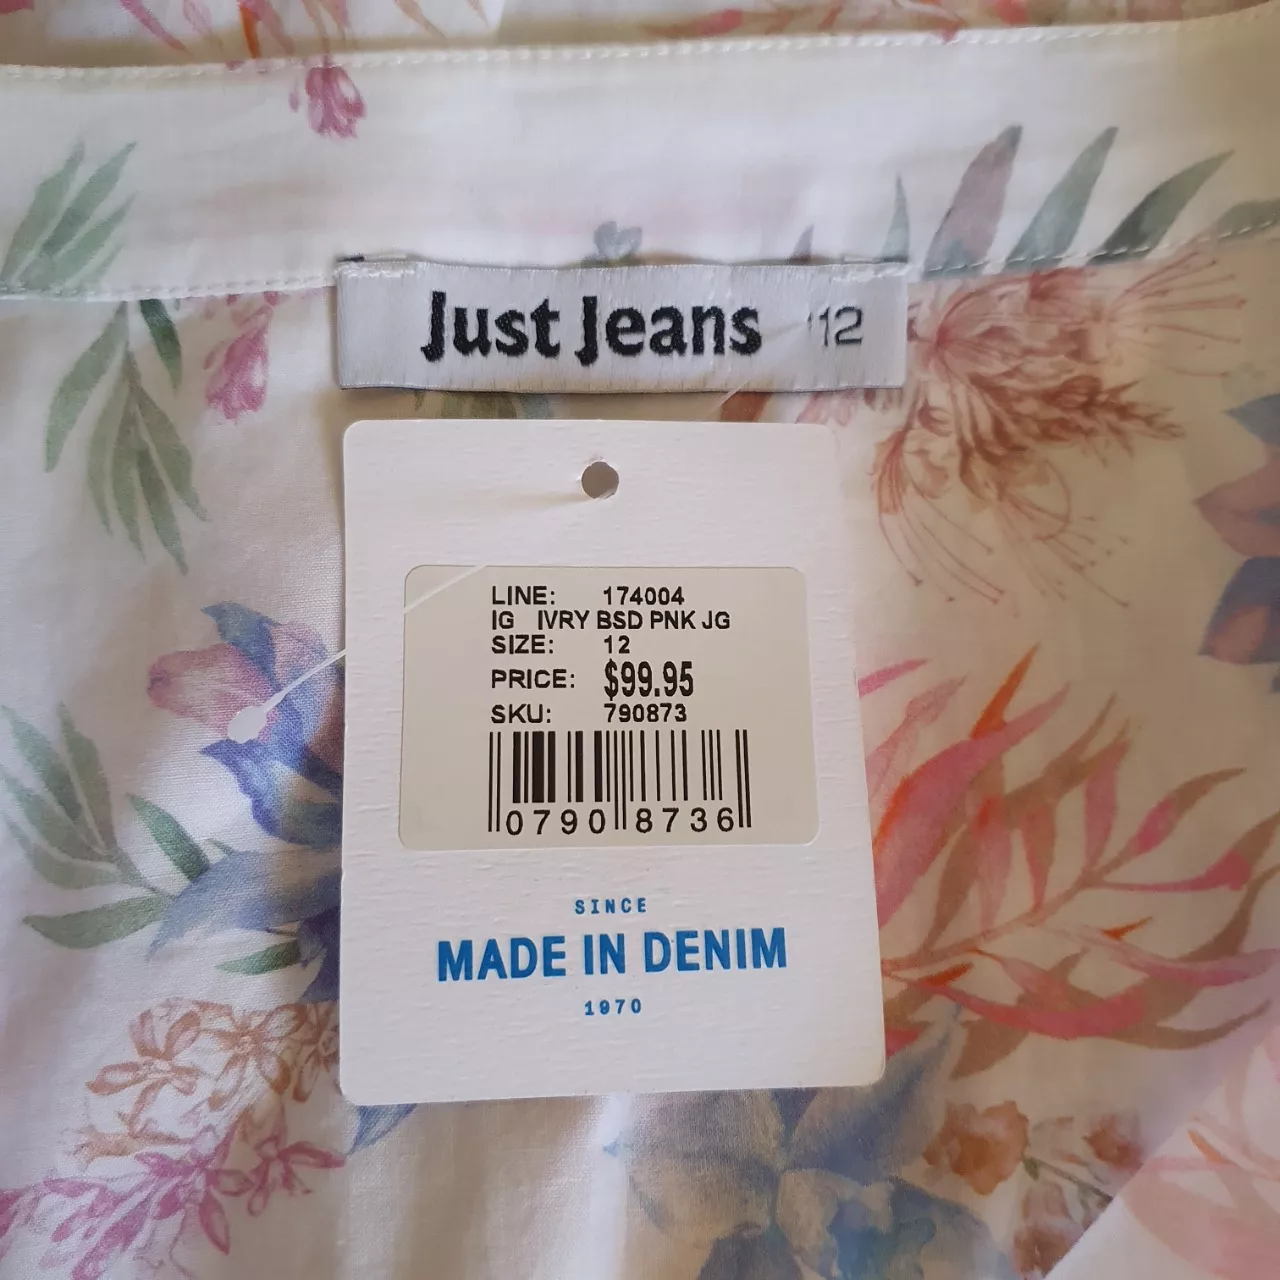 Just Jeans 12
LINE: 174004
IG IVRY BSD PNK JG
SIZE: 12
PRICE: $99.95
SKU: 790873
0790 8736
SINCE
MADE IN DENIM
1970